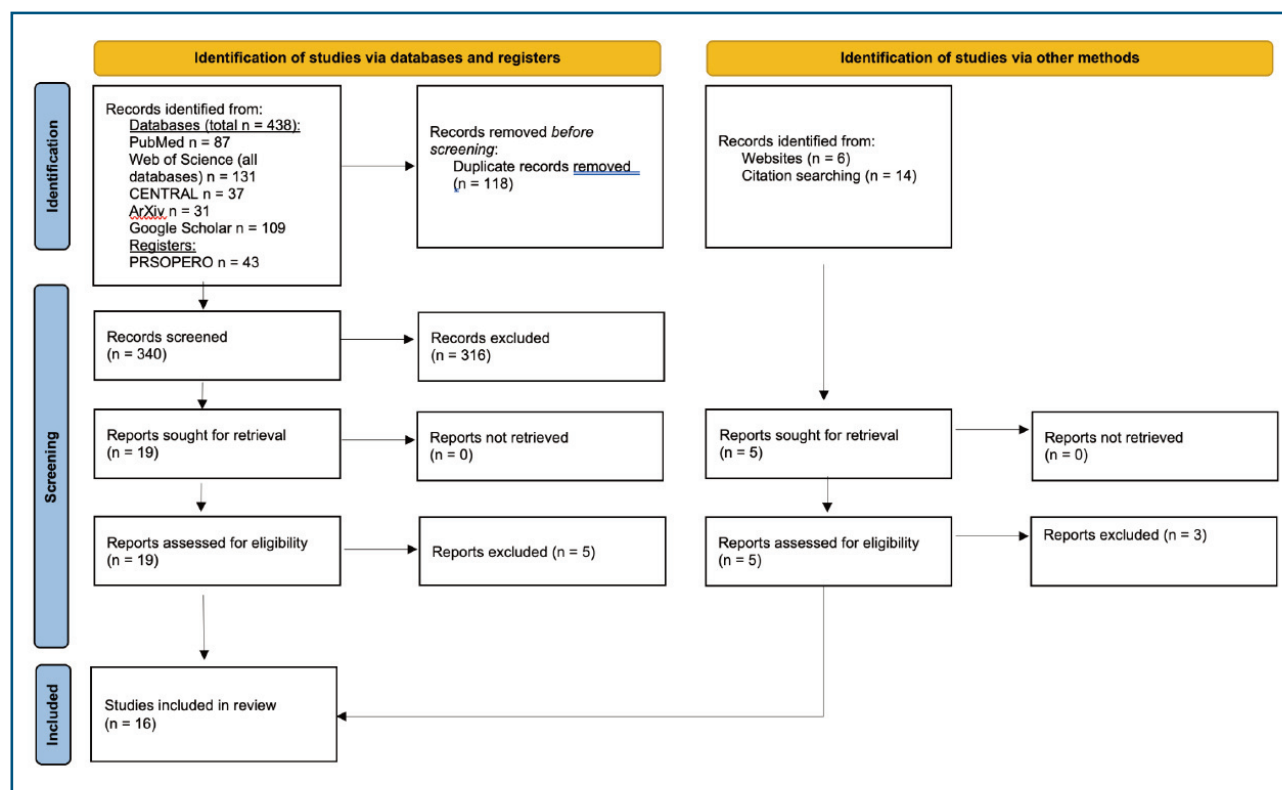 Identification of studies via databases and registers
Identification of studies via other methods
Identification
Records identified from:
Databases (total n = 438):
PubMed n = 87
Web of Science (all
databases) n = 131
CENTRAL n = 37
ArXiv n = 31
Google Scholar n = 109
Registers:
PRSOPERO n = 43
Records removed before
screening:
Duplicate records removed
(n = 118)
Records identified from:
Websites (n = 6)
Citation searching (n = 14)
Screening
Records screened
(n = 340)
Records excluded
(n = 316)
Reports sought for retrieval
(n = 19)
Reports not retrieved
(n = 0)
Reports sought for retrieval
(n = 5)
Reports not retrieved
(n = 0)
Reports assessed for eligibility
(n = 19)
Reports excluded (n = 5)
Reports assessed for eligibility
(n = 5)
Reports excluded (n = 3)
Included
Studies included in review
(n = 16)